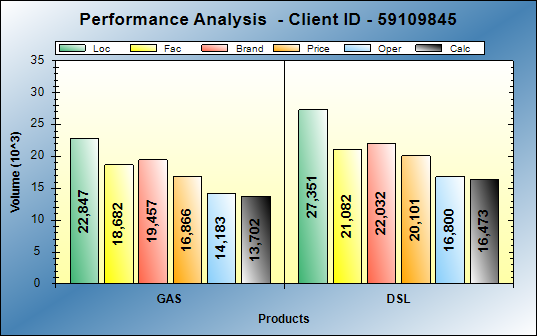 Performance Analysis  - Client ID - 59109845
Loc Fac Brand Price Oper Calc
Volume (10^3)
35
30
25
20
15
10
5
0
22,847 18,682 19,457 16,866 14,183 13,702
27,351 21,082 22,032 20,101 16,800 16,473
GAS DSL
Products